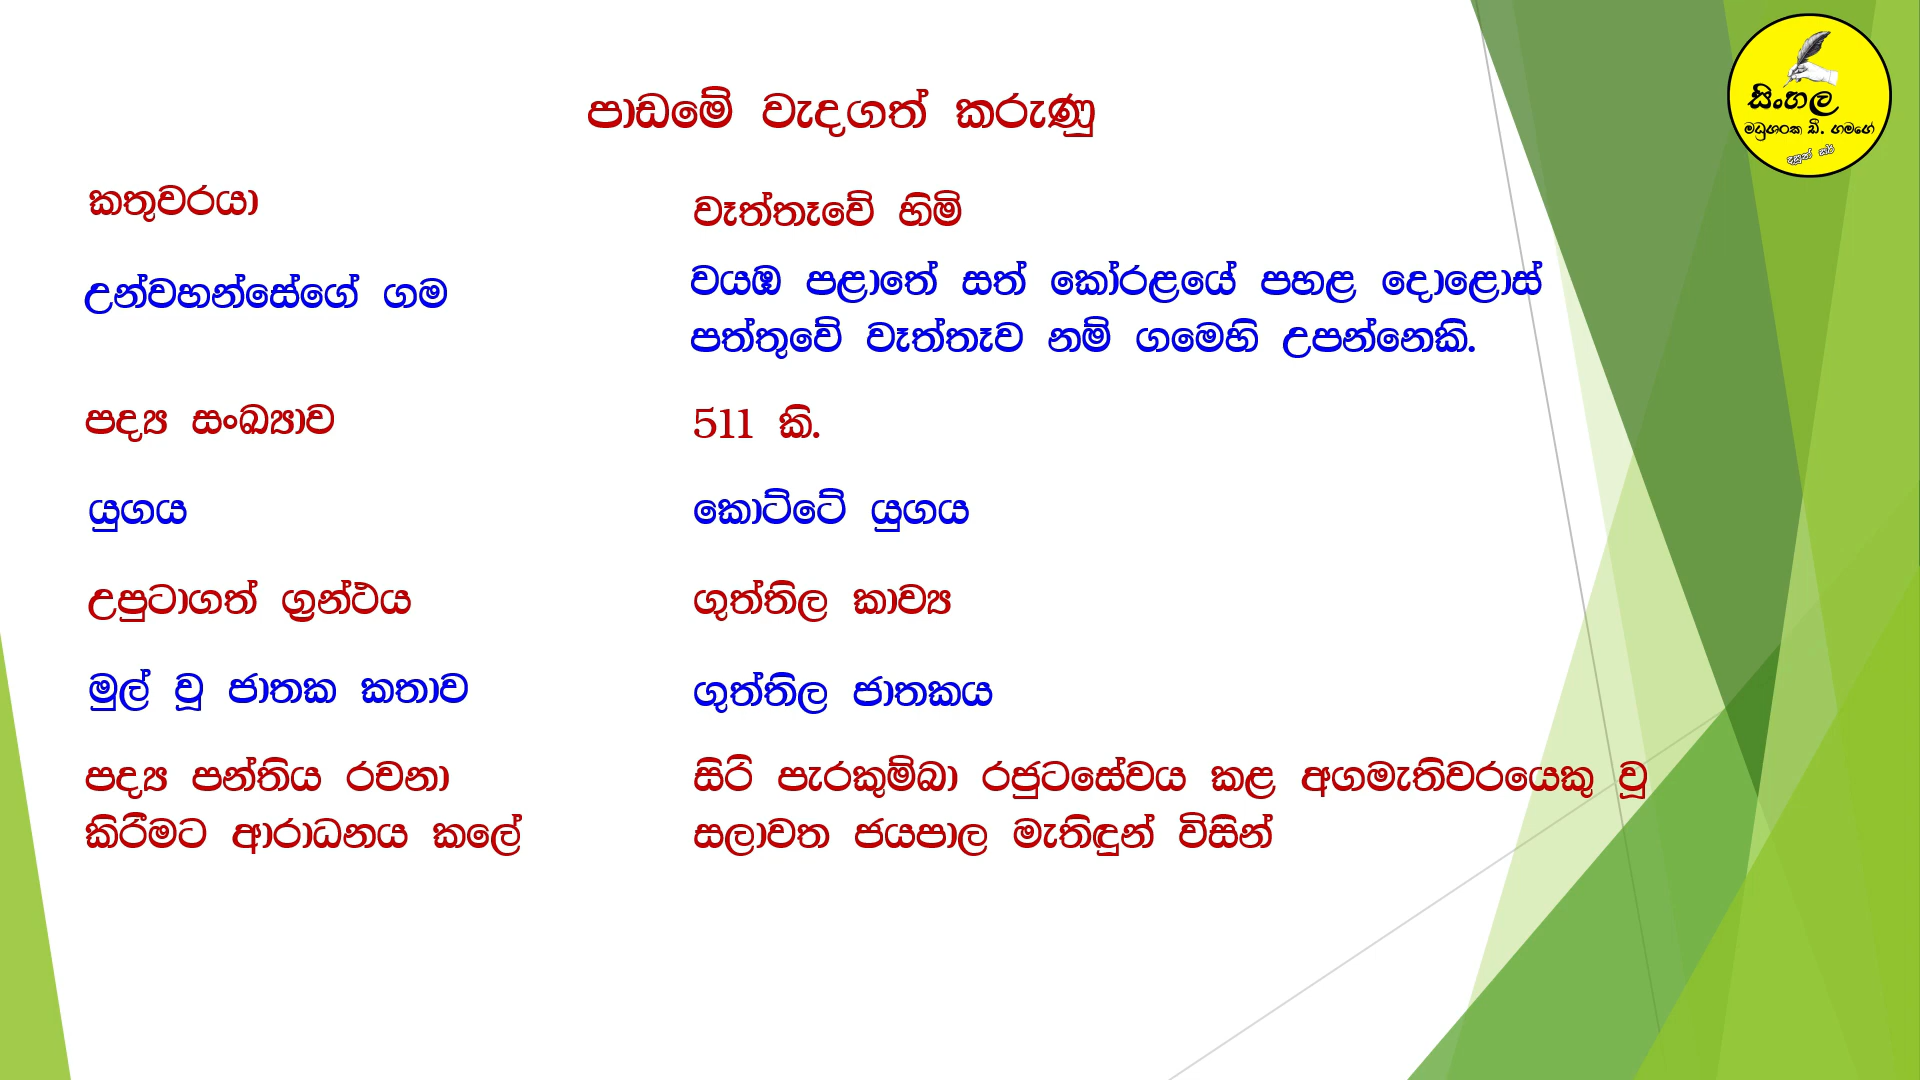 පාඩමේ වැදගත් කරුණු
සිංහල
මධුශංක ඩී. ගමගේ
කතුවරයා
වෑත්තෑවේ හිමි
උන්වහන්සේගේ ගම
වයඹ පළාතේ සත් කෝරළයේ පහළ දොළොස්
පත්තුවේ වෑත්තෑව නම් ගමෙහි උපන්නෙකි.
පද්‍ය සංඛ්‍යාව
511 කි.
යුගය
කොට්ටේ යුගය
උපුටාගත් ග්‍රන්ථය
ගුත්තිල කාව්‍ය
මුල් වූ ජාතක කතාව
ගුත්තිල ජාතකය
පද්‍ය පන්තිය රචනා
කිරීමට ආරාධනය කලේ
සිරි පැරකුම්බා රජුටසේවය කළ අගමැතිවරයෙකු වූ
සලාවත ජයපාල මැතිඳුන් විසින්